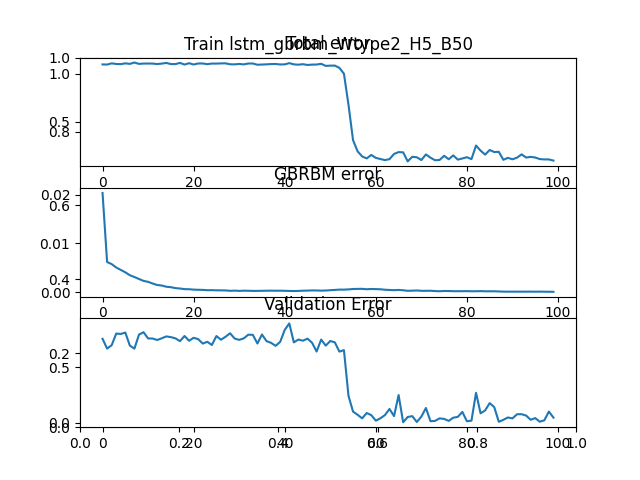 Total error
Train lstm_gbrbm_Wtype2_H5_B50
1.0
1.0
0.5
0.8
0 20 40 60 80 100
GBRBM error
0.02
0.6
0.01
0.4
0.00
0 20 40 60 80 100
Validation Error
0.2
0.5
0.0
0.0
0.0 0 0.2 20 0.4 40 0.6 60 0.8 80 100 1.0